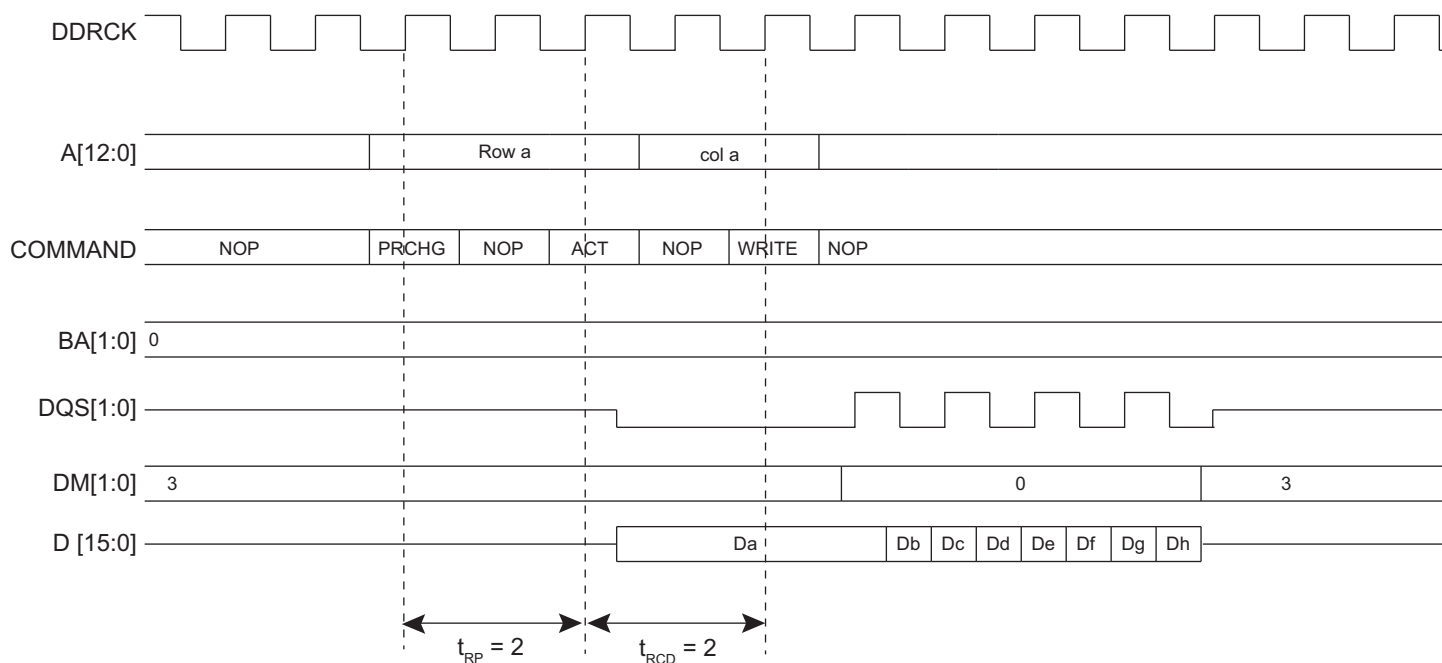 DDRCK
A[12:0] Row a col a
COMMAND NOP PRCHG NOP ACT NOP WRITE NOP
BA[1:0] 0
DQS[1:0]
DM[1:0] 3 0 3
D [15:0] Da Db Dc Dd De Df Dg Dh
tRP = 2 tRCD = 2